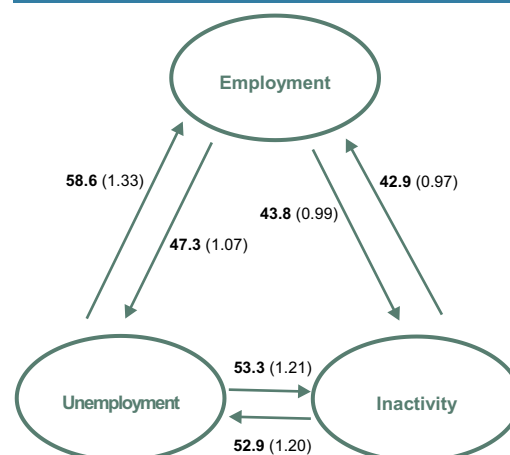 Employment
58.6 (1.33)
42.9 (0.97)
43.8 (0.99)
47.3 (1.07)
53.3 (1.21)
Unemployment
Inactivity
52.9 (1.20)